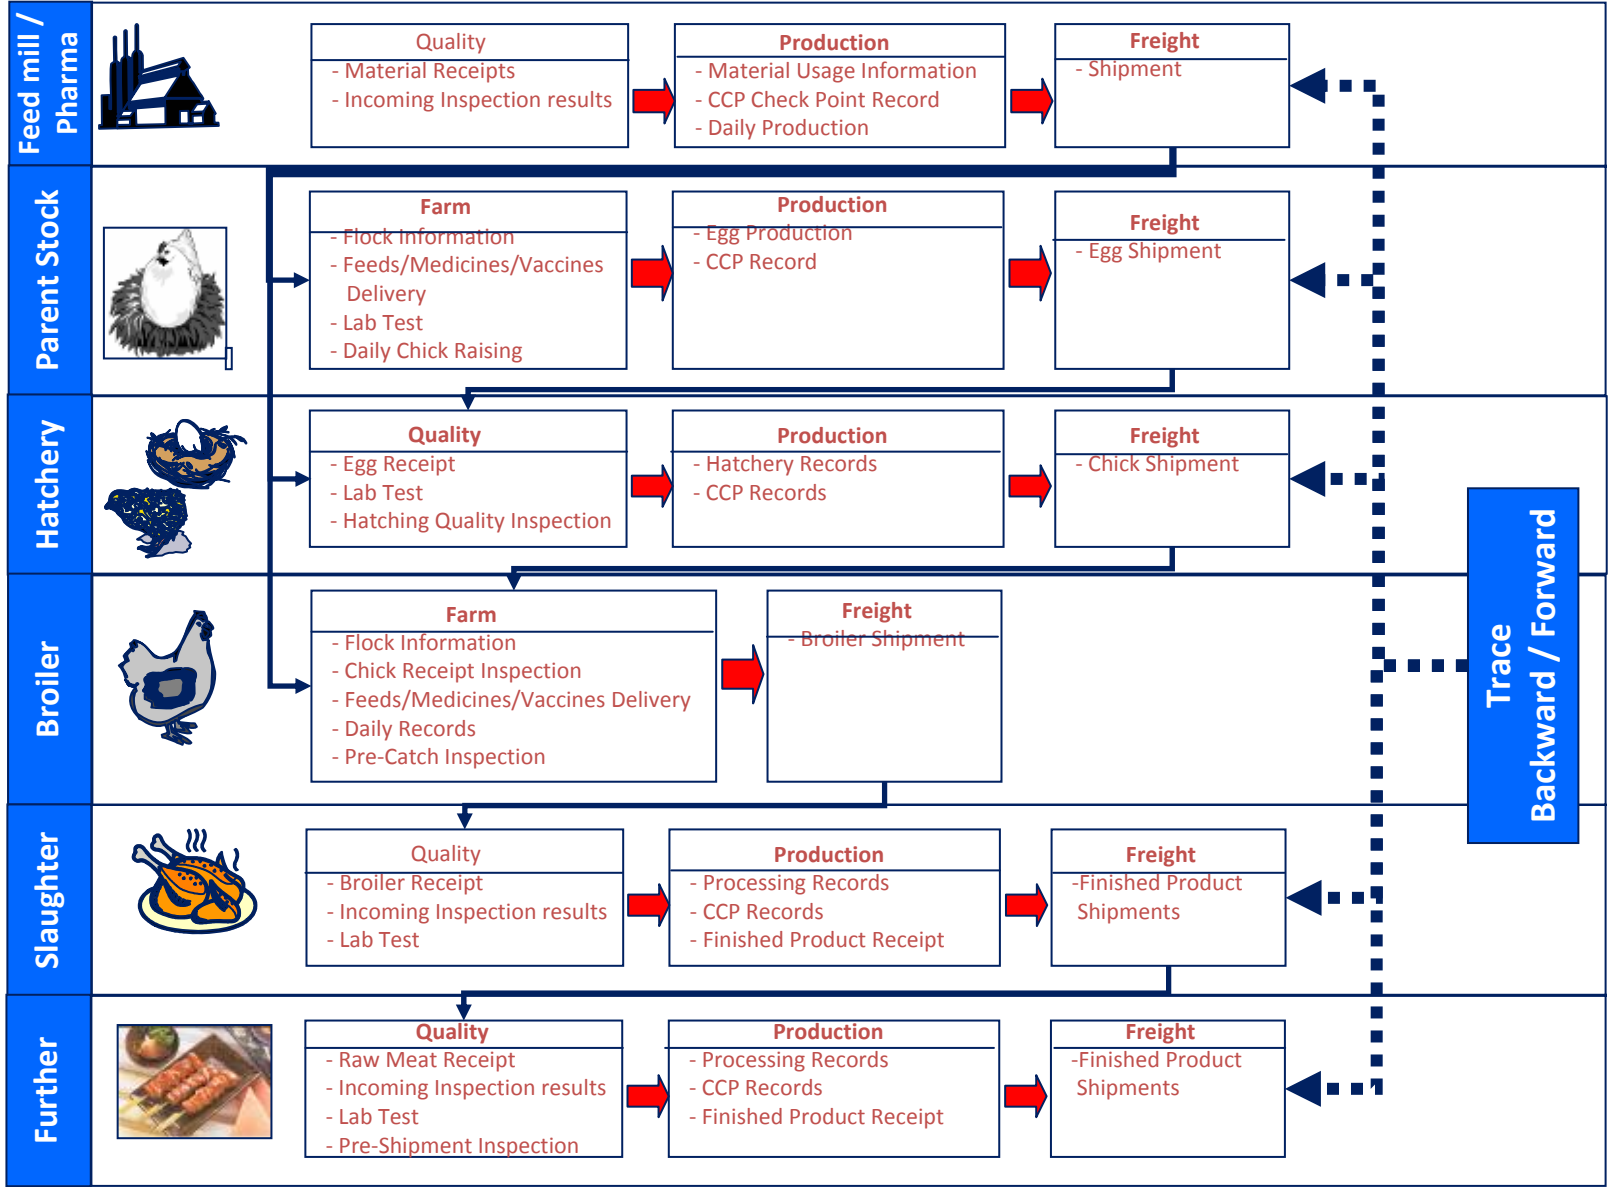 Feed mill /
Pharma
Quality
- Material Receipts
- Incoming Inspection results
Production
- Material Usage Information
- CCP Check Point Record
- Daily Production
Freight
- Shipment
Parent Stock
Farm
- Flock Information
- Feeds/Medicines/Vaccines
Delivery
- Lab Test
- Daily Chick Raising
Production
- Egg Production
- CCP Record
Freight
- Egg Shipment
Hatchery
Quality
- Egg Receipt
- Lab Test
- Hatching Quality Inspection
Production
- Hatchery Records
- CCP Records
Freight
- Chick Shipment
Broiler
Farm
- Flock Information
- Chick Receipt Inspection
- Feeds/Medicines/Vaccines Delivery
- Daily Records
- Pre-Catch Inspection
Freight
- Broiler Shipment
Slaughter
Quality
- Broiler Receipt
- Incoming Inspection results
- Lab Test
Production
- Processing Records
- CCP Records
- Finished Product Receipt
Freight
-Finished Product
Shipments
Further
Quality
- Raw Meat Receipt
- Incoming Inspection results
- Lab Test
- Pre-Shipment Inspection
Production
- Processing Records
- CCP Records
- Finished Product Receipt
Freight
-Finished Product
Shipments
Trace
Backward / Forward